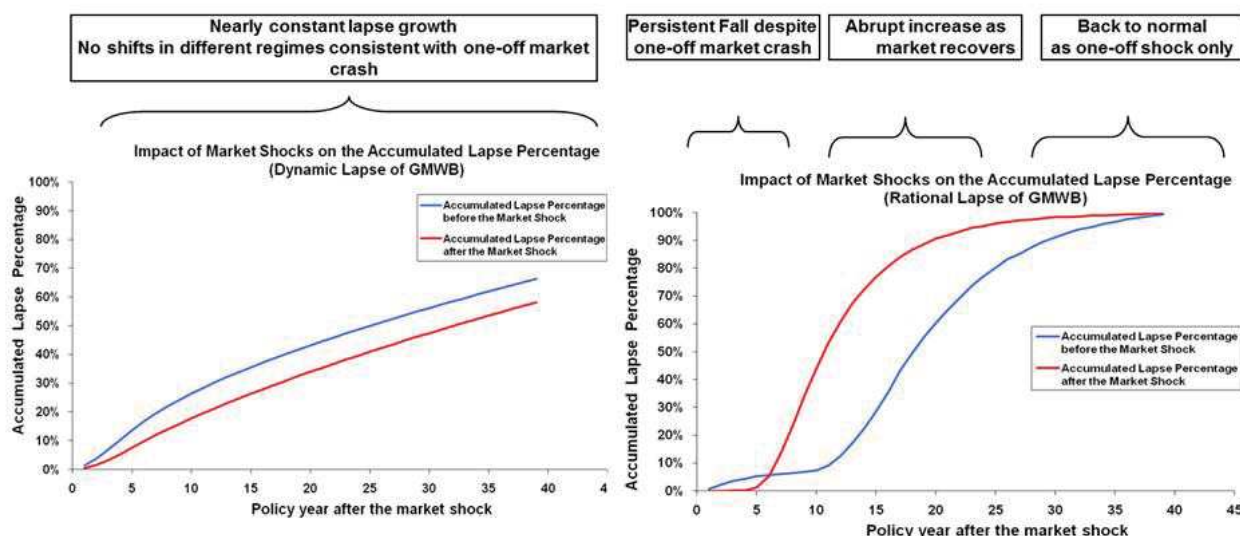 Nearly constant lapse growth
No shifts in different regimes consistent with one-off market
crash
Impact of Market Shocks on the Accumulated Lapse Percentage
(Dynamic Lapse of GMWB)
Accumulated Lapse Percentage
100%
90%
80%
70%
60%
50%
40%
30%
20%
10%
0%
Accumulated Lapse Percentage
before the Market Shock
Accumulated Lapse Percentage
after the Market Shock
0 5 10 15 20 25 30 35 40 4
Policy year after the market shock
Persistent Fall despite
one-off market crash
Abrupt increase as
market recovers
Back to normal
as one-off shock only
Impact of Market Shocks on the Accumulated Lapse Percentage
(Rational Lapse of GMWB)
Accumulated Lapse Percentage
100%
90%
80%
70%
60%
50%
40%
30%
20%
10%
0%
Accumulated Lapse Percentage
before the Market Shock
Accumulated Lapse Percentage
after the Market Shock
0 5 10 15 20 25 30 35 40 45
Policy year after the market shock